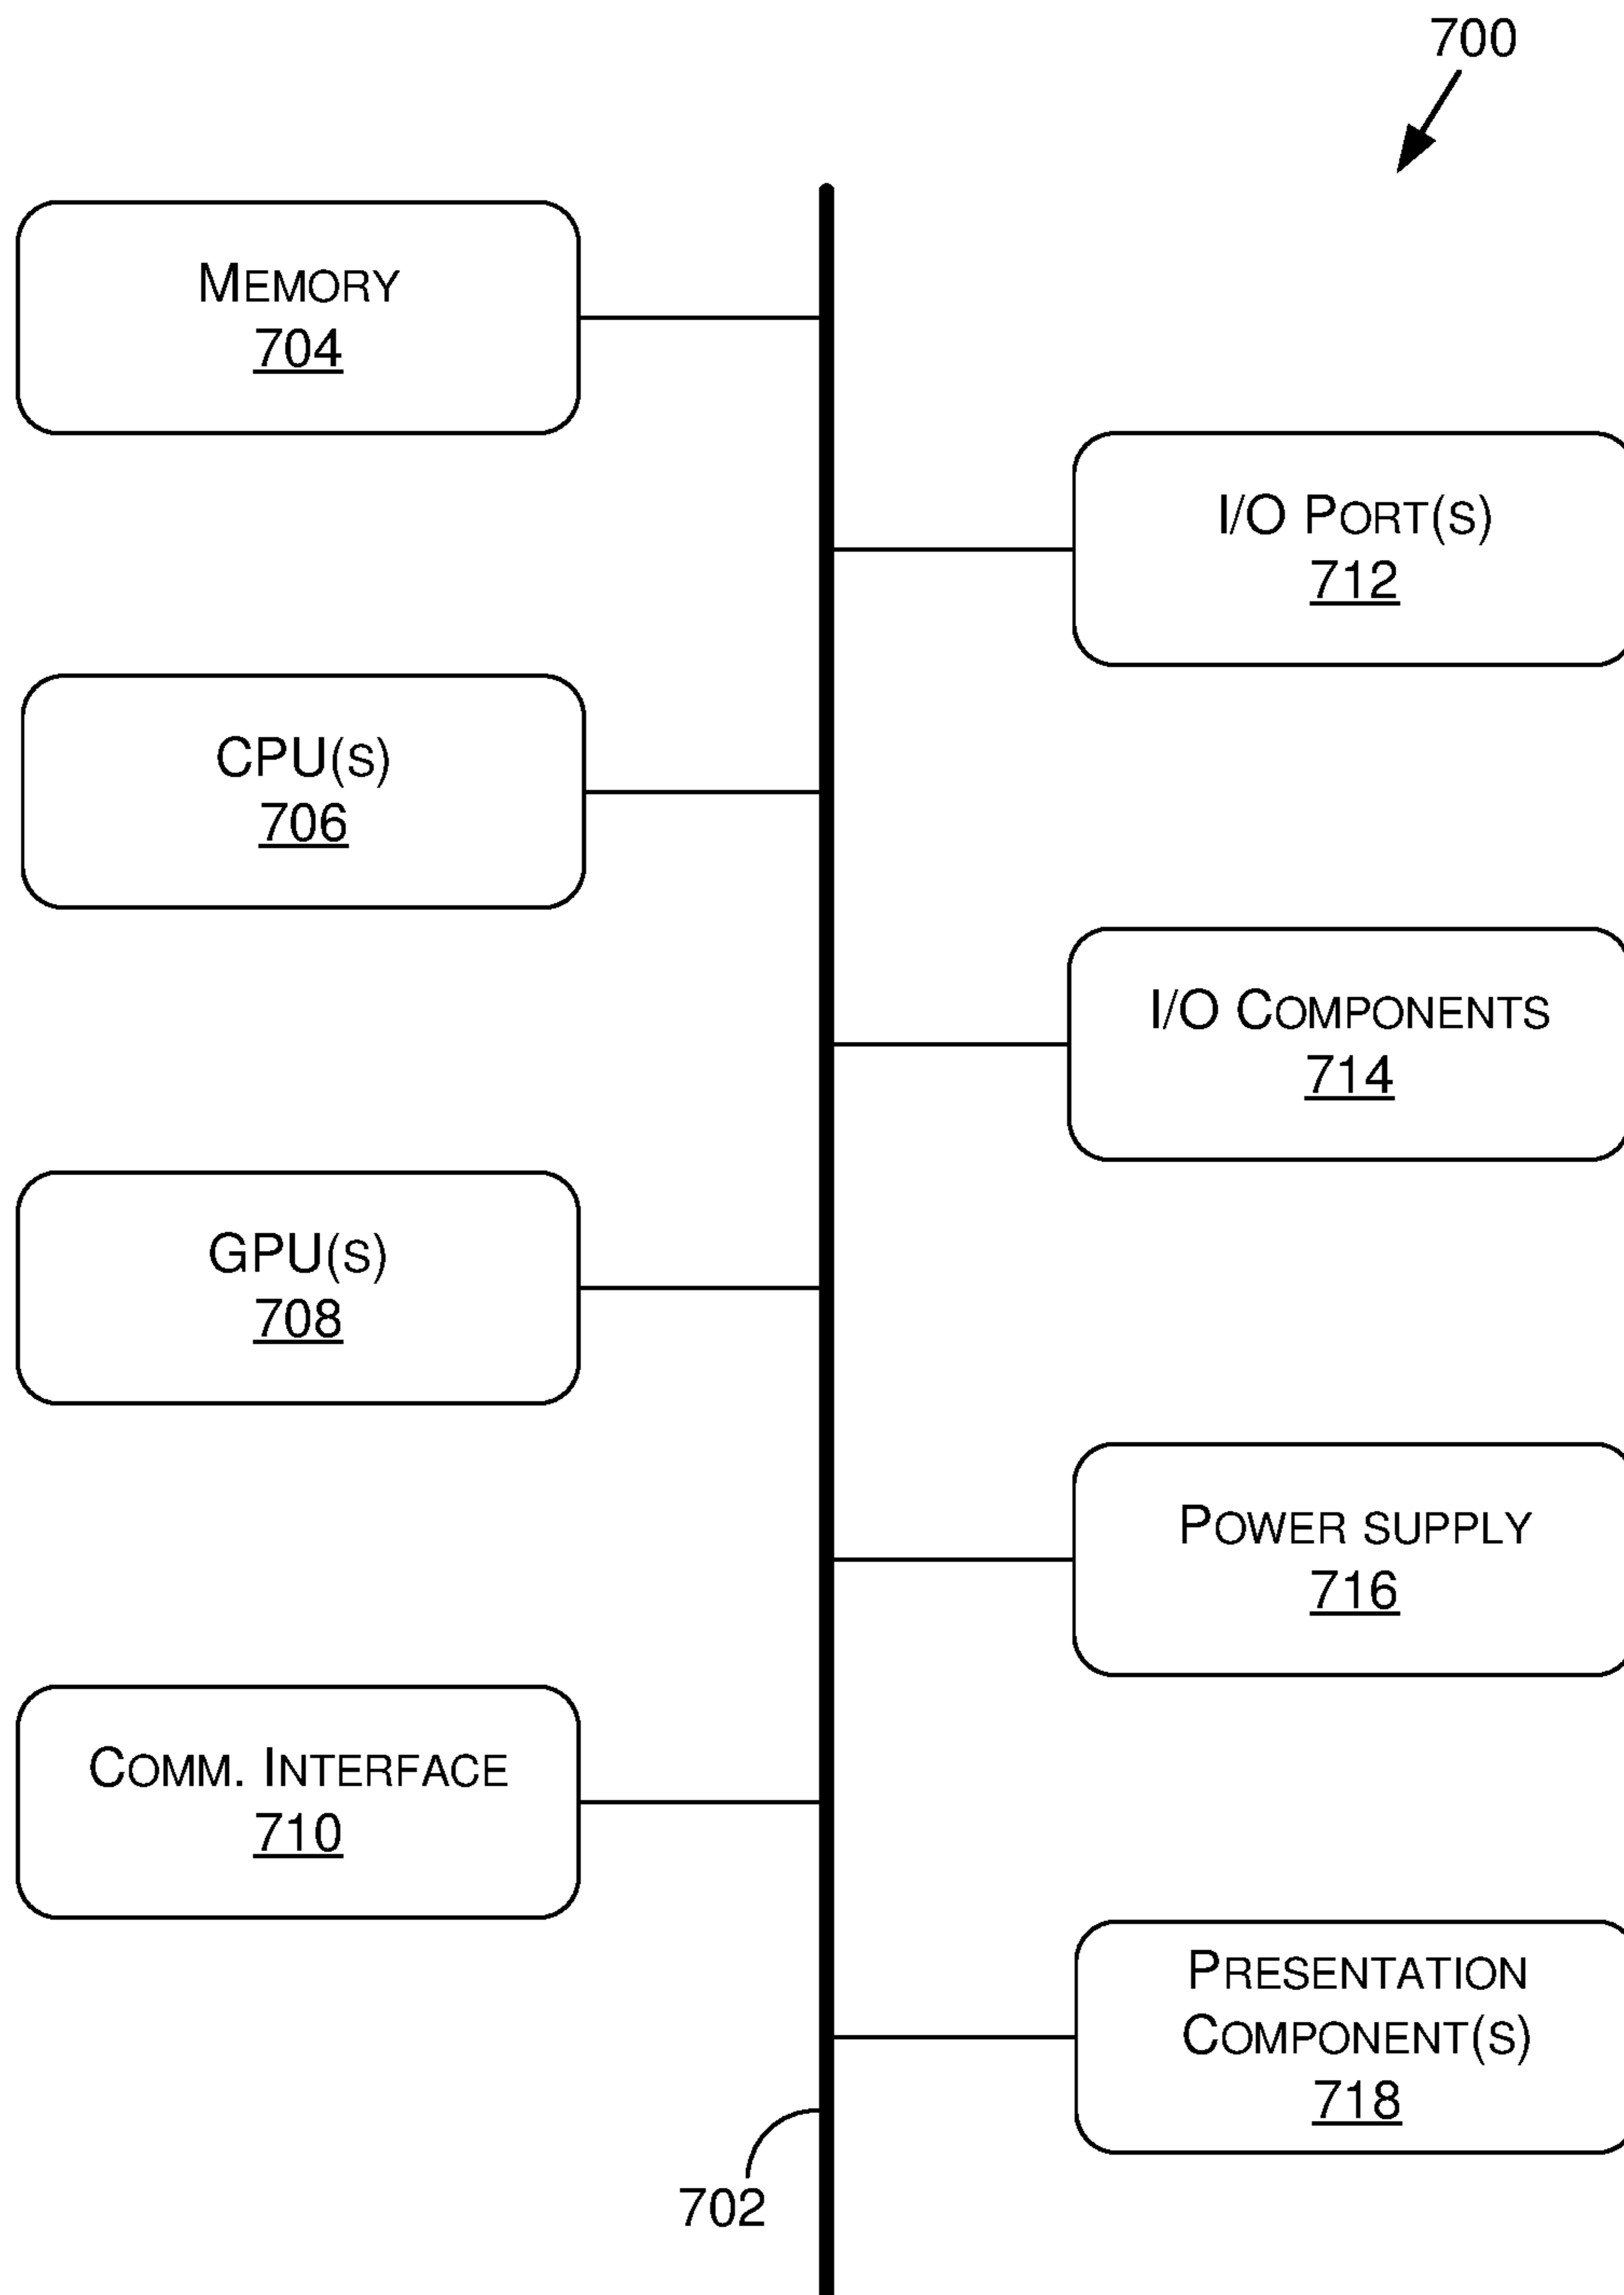 700
MEMORY
704
I/O PORT(S)
712
CPU(S)
706
I/O COMPONENTS
714
GPU(S)
708
POWER SUPPLY
716
COMM. INTERFACE
710
PRESENTATION
COMPONENT(S)
718
702